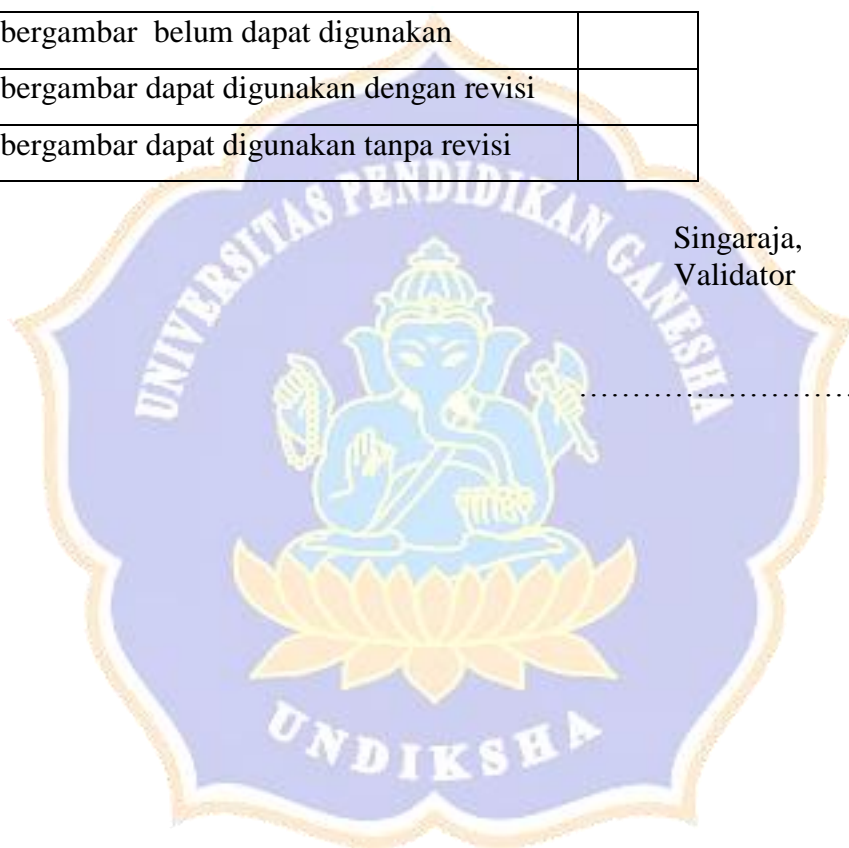 bergambar belum dapat digunakan
bergambar dapat digunakan dengan revisi
bergambar dapat digunakan tanpa revisi
UNIVERSITAS PENDIDIKAN GANESHA
Singaraja,
Validator
................................
UNDIKSHA